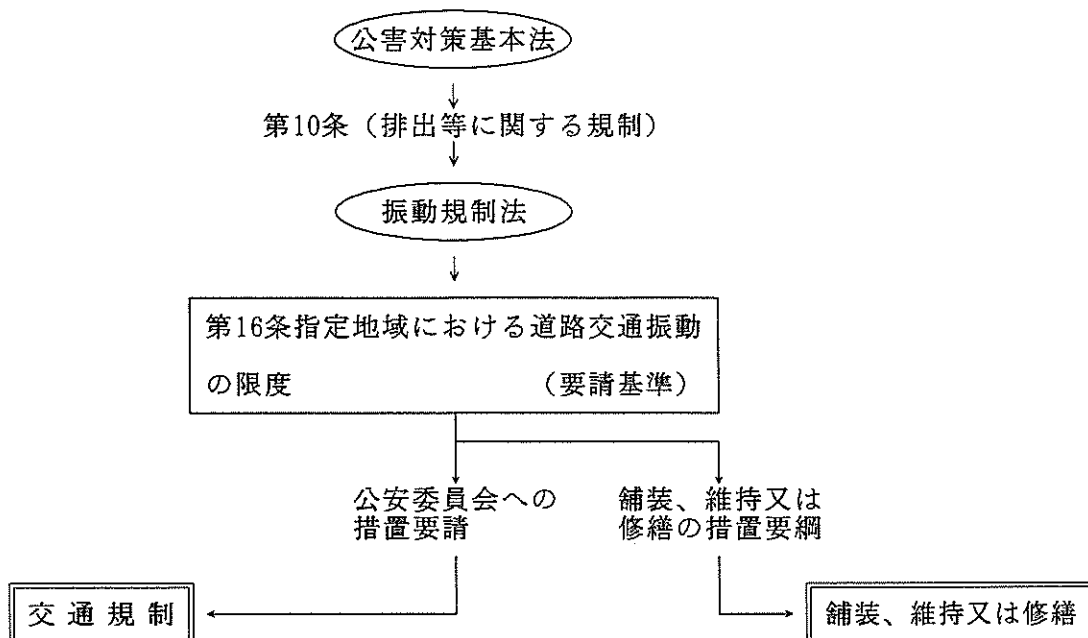 公害対策基本法
第10条（排出等に関する規制）
振動規制法
第16条指定地域における道路交通振動
の限度　（要請基準）
公安委員会への
措置要請
舗装、維持又は
修繕の措置要綱
交通規制
舗装、維持又は修繕